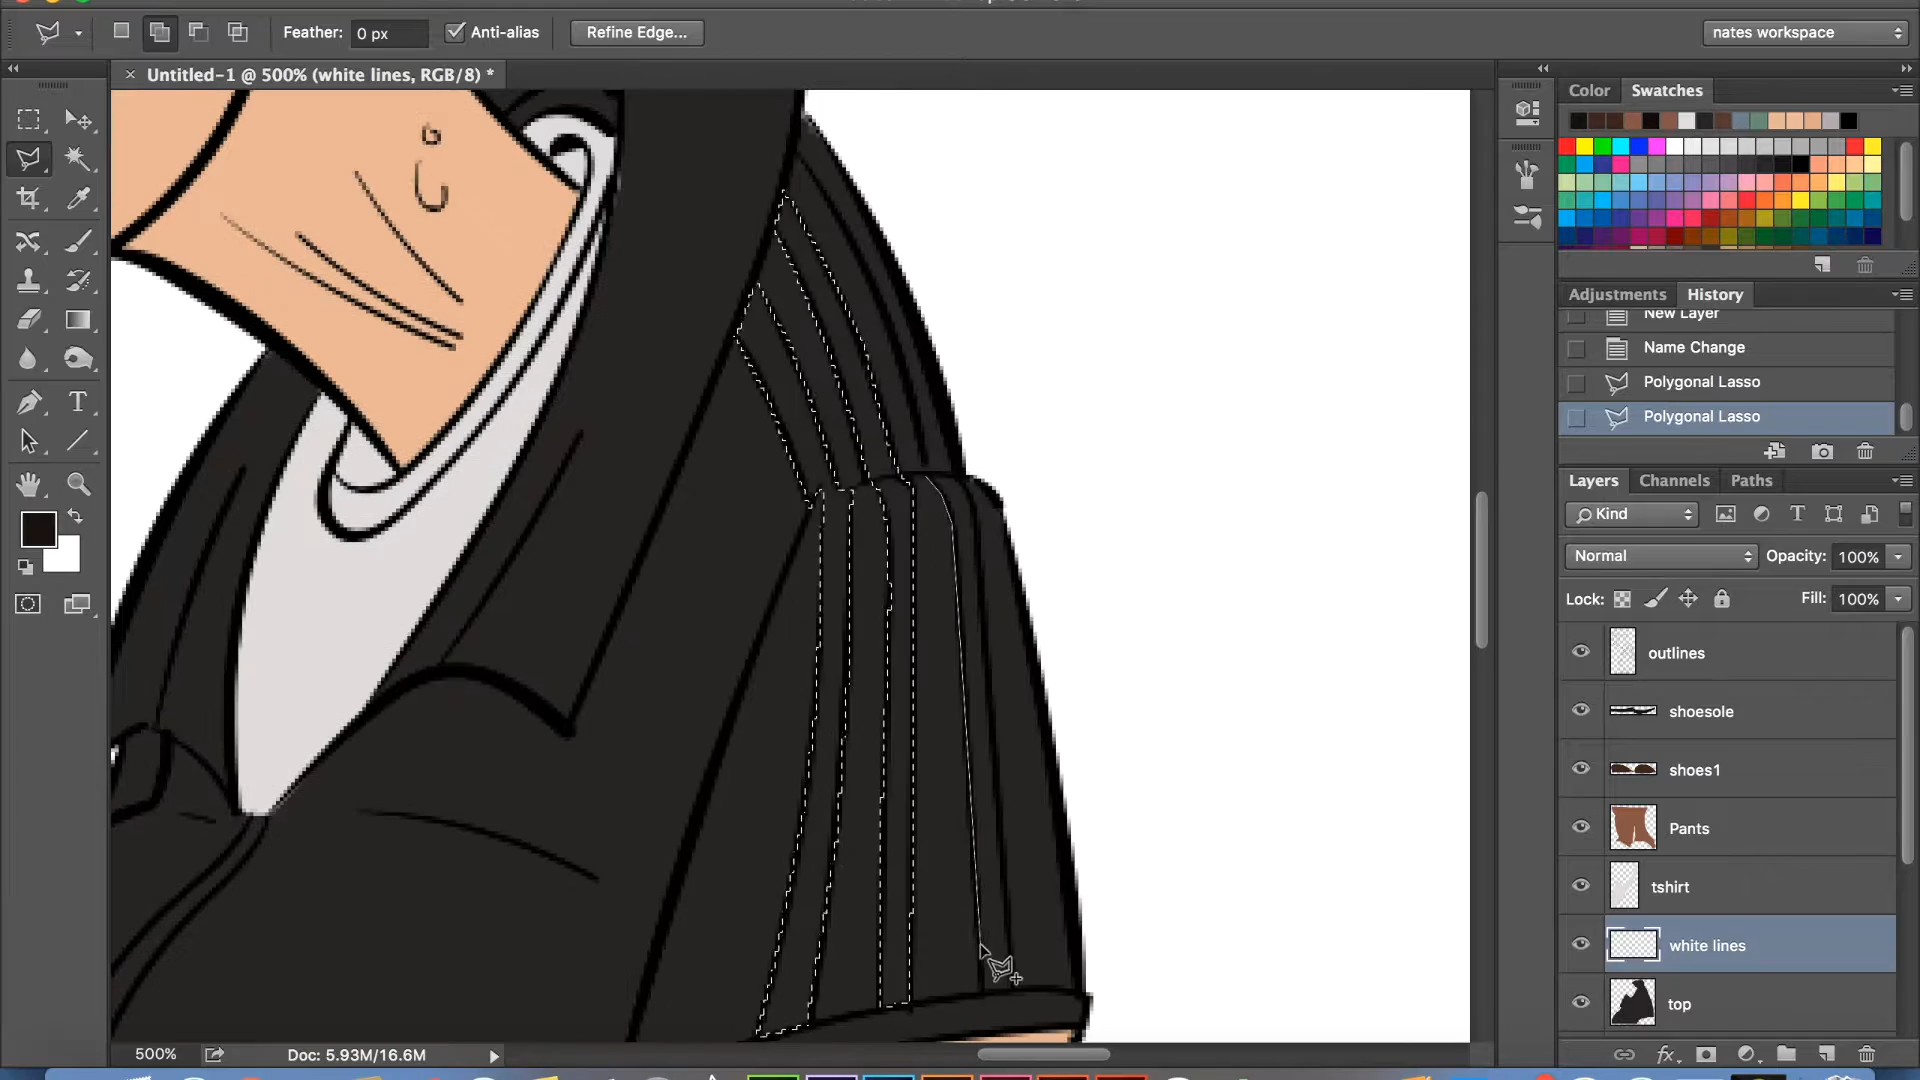 Feather: 0 px Anti-alias Refine Edge... nates workspace
Untitled-1 @ 500% (white lines, RGB/8) *
Color Swatches
Adjustments History
New Layer
Name Change
Polygonal Lasso
Polygonal Lasso
Layers Channels Paths
Kind
Normal Opacity: 100%
Lock: Fill: 100%
outlines
shoesole
shoes1
Pants
tshirt
white lines
top
500% Doc: 5.93M/16.6M